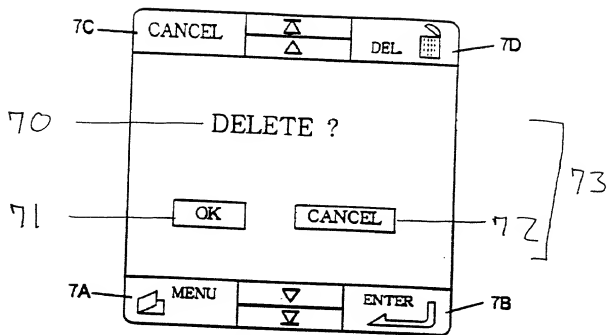 7C CANCEL DEL. 7D
70 DELETE ?
73
71 OK CANCEL 72
7A MENU ENTER 7B